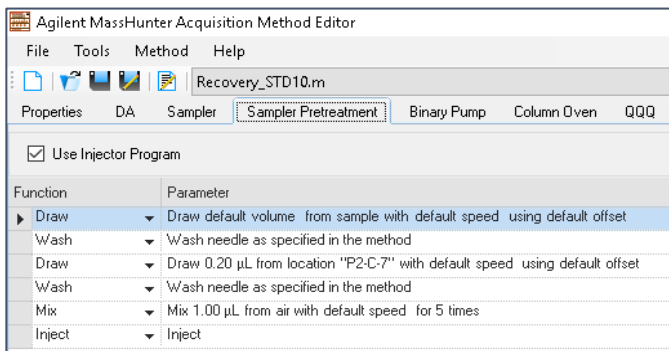 Agilent MassHunter Acquisition Method Editor
File Tools Method Help
Recovery_STD10.m
Properties DA Sampler Sampler Pretreatment Binary Pump Column Oven QQQ
Use Injector Program
Function Parameter
Draw Draw default volume from sample with default speed using default offset
Wash Wash needle as specified in the method
Draw Draw 0.20 µL from location "P2-C-7" with default speed using default offset
Wash Wash needle as specified in the method
Mix Mix 1.00 µL from air with default speed for 5 times
Inject Inject